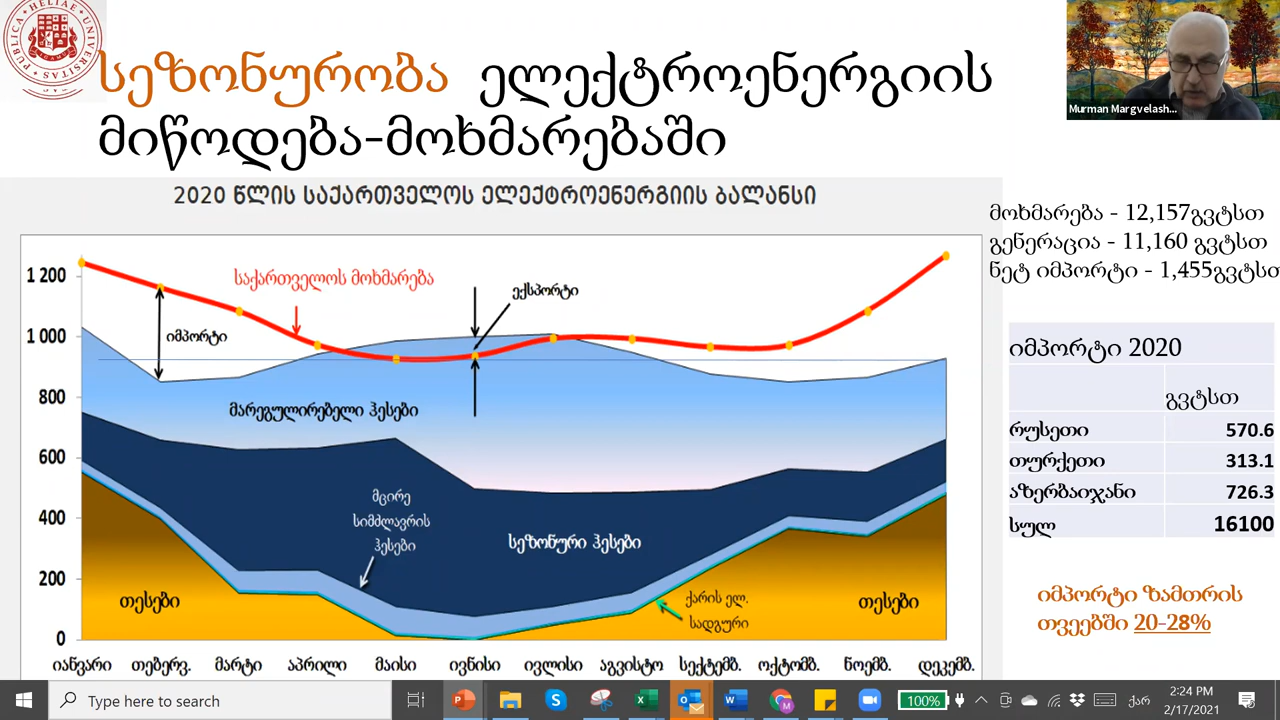 სეზონურობა ელექტროენერგიის
მიწოდება-მოხმარებაში
Murman Margvelash...
2020 წლის საქართველოს ელექტროენერგიის ბალანსი
მოხმარება - 12,157გვტსთ
გენერაცია - 11,160 გვტსთ
ნეტ იმპორტი - 1,455გვტსთ
1 200
1 000
800
600
400
200
0
საქართველოს მოხმარება
ექსპორტი
იმპორტი
მარეგულირებელი ჰესები
მცირე
სიმძლავრის
ჰესები
სეზონური ჰესები
თესები
ქარის ელ.
სადგური
თესები
იანვარი თებერვ. მარტი აპრილი მაისი ივნისი ივლისი აგვისტო სექტემბ. ოქტომბ. ნოემბ. დეკემბ.
იმპორტი 2020
გვტსთ
რუსეთი 570.6
თურქეთი 313.1
აზერბაიჯანი 726.3
სულ 16100
იმპორტი ზამთრის
თვეებში 20-28%
Type here to search
100%
ქარ
2:24 PM
2/17/2021